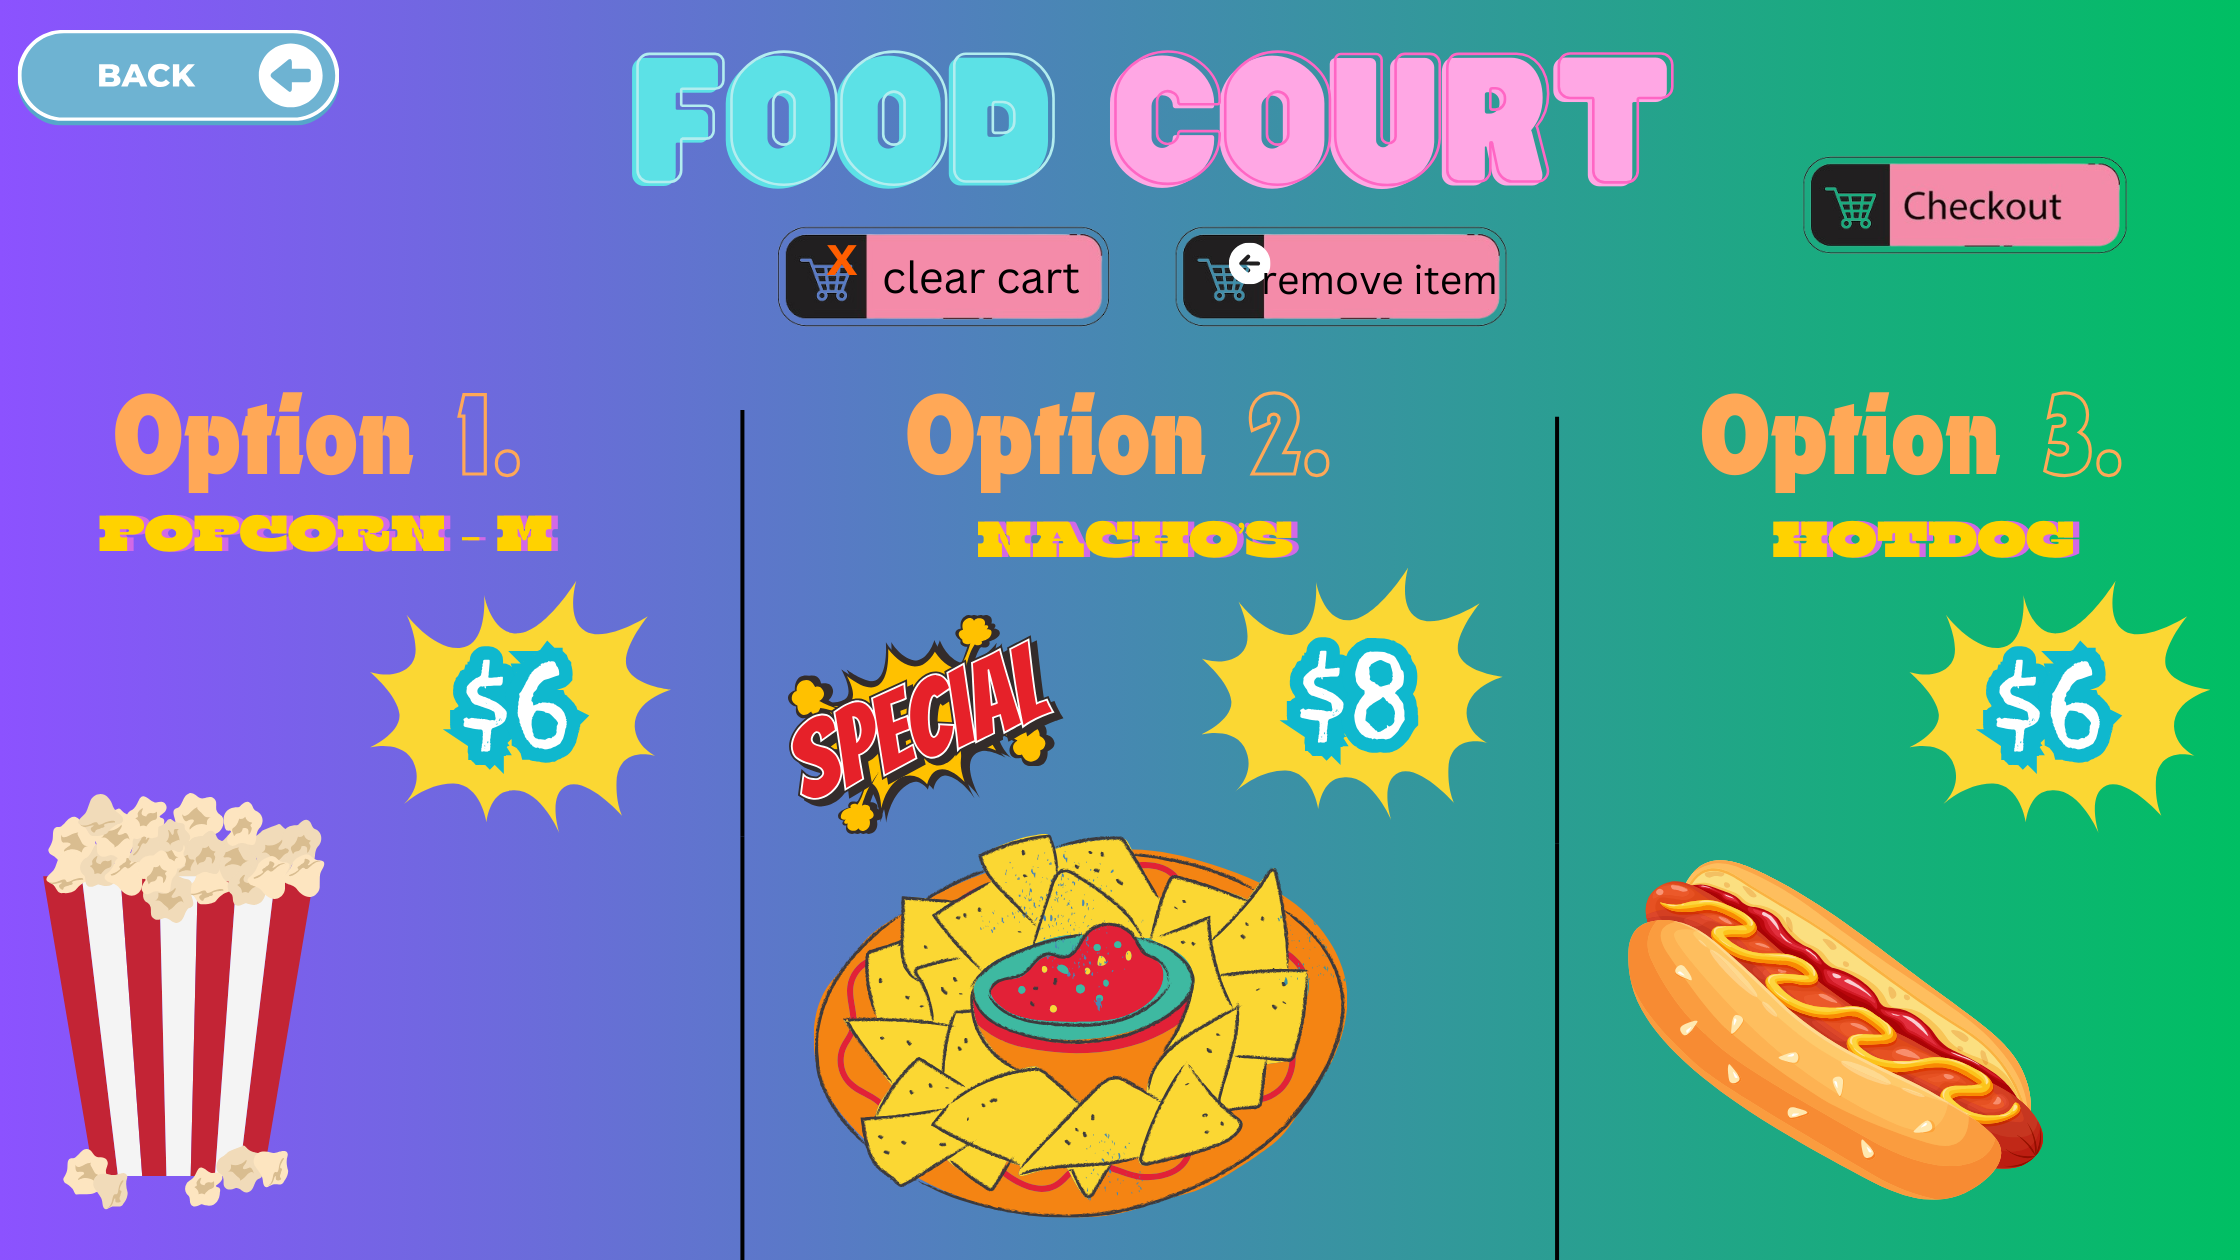 BACK
FOOD COURT
Checkout
X
clear cart
remove item
Option 1.
POPCORN - M
$6
Option 2.
NACHO'S
SPECIAL
$8
Option 3.
HOTDOG
$6